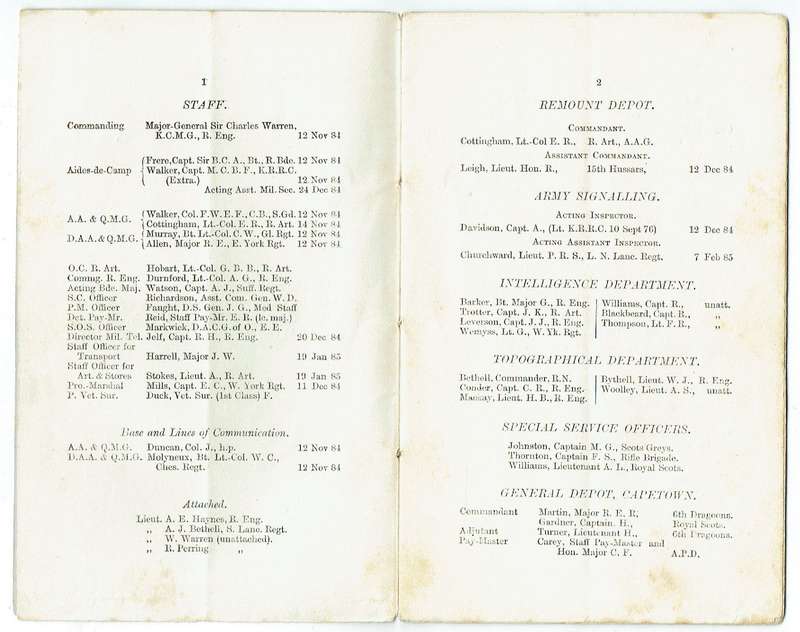 1
STAFF.
Commanding Major-General Sir Charles Warren,
K.C.M.G., R. Eng. 12 Nov 84
Aides-de-Camp Frere, Capt. Sir B.C.A., Bt., R.Bde. 12 Nov 84
Walker, Capt. M. C. B. F., K.R.R.C.
(Extra.) 12 Nov 84
Acting Asst. Mil. Sec. 24 Dec 84
A.A. & Q.M.G. Walker, Col. F.W.E.F., C.B., S.Gd. 12 Nov 84
Cottingham, Lt.-Col. E. R., R. Art. 14 Nov 84
D.A.A. & Q.M.G. Murray, Bt. Lt.-Col. C. W., Gl. Rgt. 12 Nov 84
Allen, Major R. E., E. York Rgt. 12 Nov 84
O.C. R. Art. Hobart, Lt.-Col. G. B. B., R. Art.
Commg. R. Eng. Durnford, Lt.-Col. A. G., R. Eng.
Acting Bde. Maj. Watson, Capt. A. J., Suff. Regt.
S.C. Officer Richardson, Asst. Com. Gen. W. D.
P.M. Officer Faught, D.S. Gen. J. G., Med Staff
Det. Pay-Mr. Reid, Staff Pay-Mr. E. R. (le. maj.)
S.O.S. Officer Markwick, D.A.C.G. of O., E. E.
Director Mil. Tel. Jelf, Capt. R. H., R. Eng. 20 Dec 84
Staff Officer for
Transport Harrell, Major J. W. 19 Jan 85
Staff Officer for
Art. & Stores Stokes, Lieut. A., R. Art. 19 Jan 85
Pro.-Marshal Mills, Capt. E. C., W. York Rgt. 11 Dec 84
P. Vet. Sur. Duck, Vet. Sur. (1st Class) F.
Base and Lines of Communication.
A.A. & Q.M.G. Duncan, Col. J., h.p. 12 Nov 84
D.A.A. & Q.M.G. Molyneux, Bt. Lt.-Col. W. C.,
Ches. Regt. 12 Nov 84
Attached.
Lieut. A. E. Haynes, R. Eng.
„ A. J. Bethell, S. Lanc. Regt.
„ W. Warren (unattached).
„ R. Perring „
2
REMOUNT DEPOT.
COMMANDANT.
Cottingham, Lt.-Col E. R., R. Art., A.A.G.
ASSISTANT COMMANDANT.
Leigh, Lieut. Hon. R., 15th Hussars, 12 Dec 84
ARMY SIGNALLING.
ACTING INSPECTOR.
Davidson, Capt. A., (Lt. K.R.R.C. 10 Sept 76) 12 Dec 84
ACTING ASSISTANT INSPECTOR.
Churchward, Lieut. P. R. S., L. N. Lanc. Regt. 7 Feb 85
INTELLIGENCE DEPARTMENT.
Barker, Bt. Major G., R. Eng. Williams, Capt. R., unatt.
Trotter, Capt. J. K., R. Art. Blackbeard, Capt. R., „
Leverson, Capt. J. J., R. Eng. Thompson, Lt. F. R., „
Wemyss, Lt. G., W. Yk. Rgt.
TOPOGRAPHICAL DEPARTMENT.
Bethell, Commander, R.N. Bythell, Lieut. W. J., R. Eng.
Conder, Capt. C. R., R. Eng. Woolley, Lieut. A. S., unatt.
Mackay, Lieut. H. B., R. Eng.
SPECIAL SERVICE OFFICERS.
Johnston, Captain M. G., Scots Greys.
Thornton, Captain F. S., Rifle Brigade.
Williams, Lieutenant A. L., Royal Scots.
GENERAL DEPOT, CAPETOWN.
Commandant Martin, Major R. E. R. 6th Dragoons.
Gardner, Captain. H., Royal Scots.
Adjutant Turner, Lieutenant H., 6th Dragoons.
Pay-Master Carey, Staff Pay-Master and
Hon. Major C. F. A.P.D.